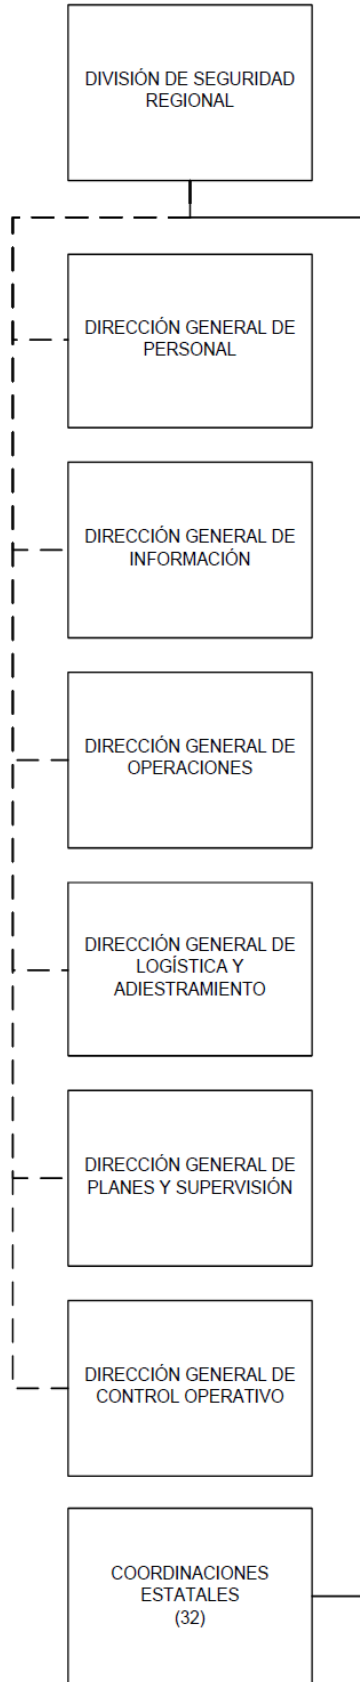 DIVISIÓN DE SEGURIDAD
REGIONAL
DIRECCIÓN GENERAL DE
PERSONAL
DIRECCIÓN GENERAL DE
INFORMACIÓN
DIRECCIÓN GENERAL DE
OPERACIONES
DIRECCIÓN GENERAL DE
LOGÍSTICA Y
ADIESTRAMIENTO
DIRECCIÓN GENERAL DE
PLANES Y SUPERVISIÓN
DIRECCIÓN GENERAL DE
CONTROL OPERATIVO
COORDINACIONES
ESTATALES
(32)